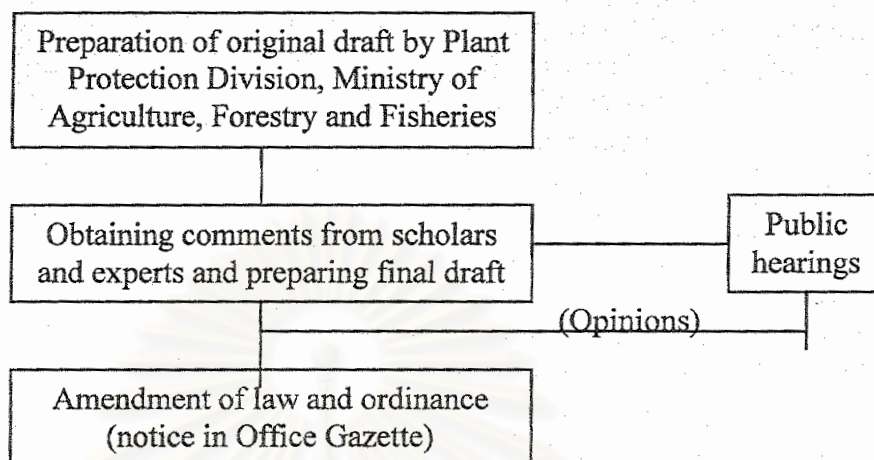 Preparation of original draft by Plant
Protection Division, Ministry of
Agriculture, Forestry and Fisheries
Obtaining comments from scholars
and experts and preparing final draft
Public
hearings
(Opinions)
Amendment of law and ordinance
(notice in Office Gazette)